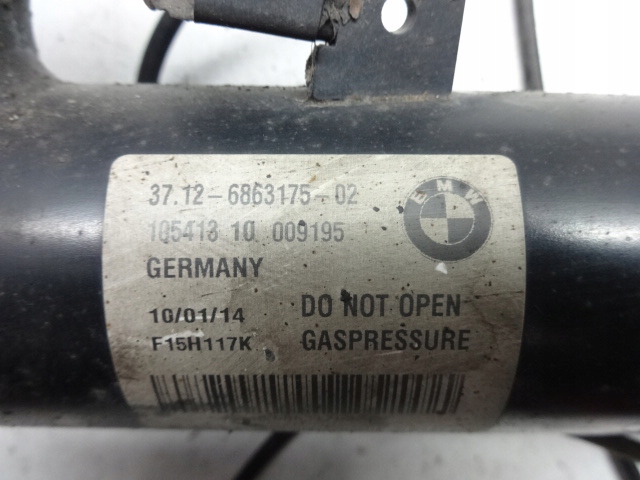 37.12-6863175-02
BMW
105413 10 009195
GERMANY
10/01/14 DO NOT OPEN
F15H117K GASPRESSURE